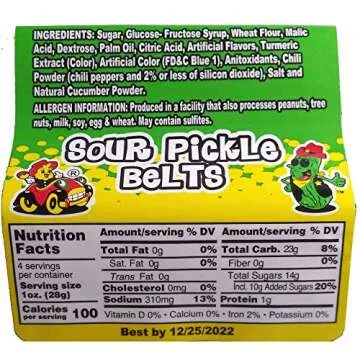 INGREDIENTS: Sugar, Glucose- Fructose Syrup, Wheat Flour, Malic
Acid, Dextrose, Palm Oil, Citric Acid, Artificial Flavors, Turmeric
Extract (Color), Artificial Color (FD&C Blue 1), Anitoxidants, Chili
Powder (chili peppers and 2% or less of silicon dioxide), Salt and
Natural Cucumber Powder.
ALLERGEN INFORMATION: Produced in a facility that also processes peanuts, tree
nuts, milk, soy, egg & wheat. May contain sulfites.
SOUR PICKLE
BELTS
®
TM
Nutrition
Facts
4 servings
per container
Serving size
1oz. (28g)
Calories
per serving 100
Amount/serving % DV
Total Fat 0g 0%
Sat. Fat 0g 0%
Trans Fat 0g
Cholesterol 0mg 0%
Sodium 310mg 13%
Amount/serving % DV
Total Carb. 23g 8%
Fiber 0g 0%
Total Sugars 14g
Incl. 10g Added Sugars 20%
Protein 1g
Vitamin D 0% • Calcium 0% • Iron 2% • Potassium 0%
Best by 12/25/2022